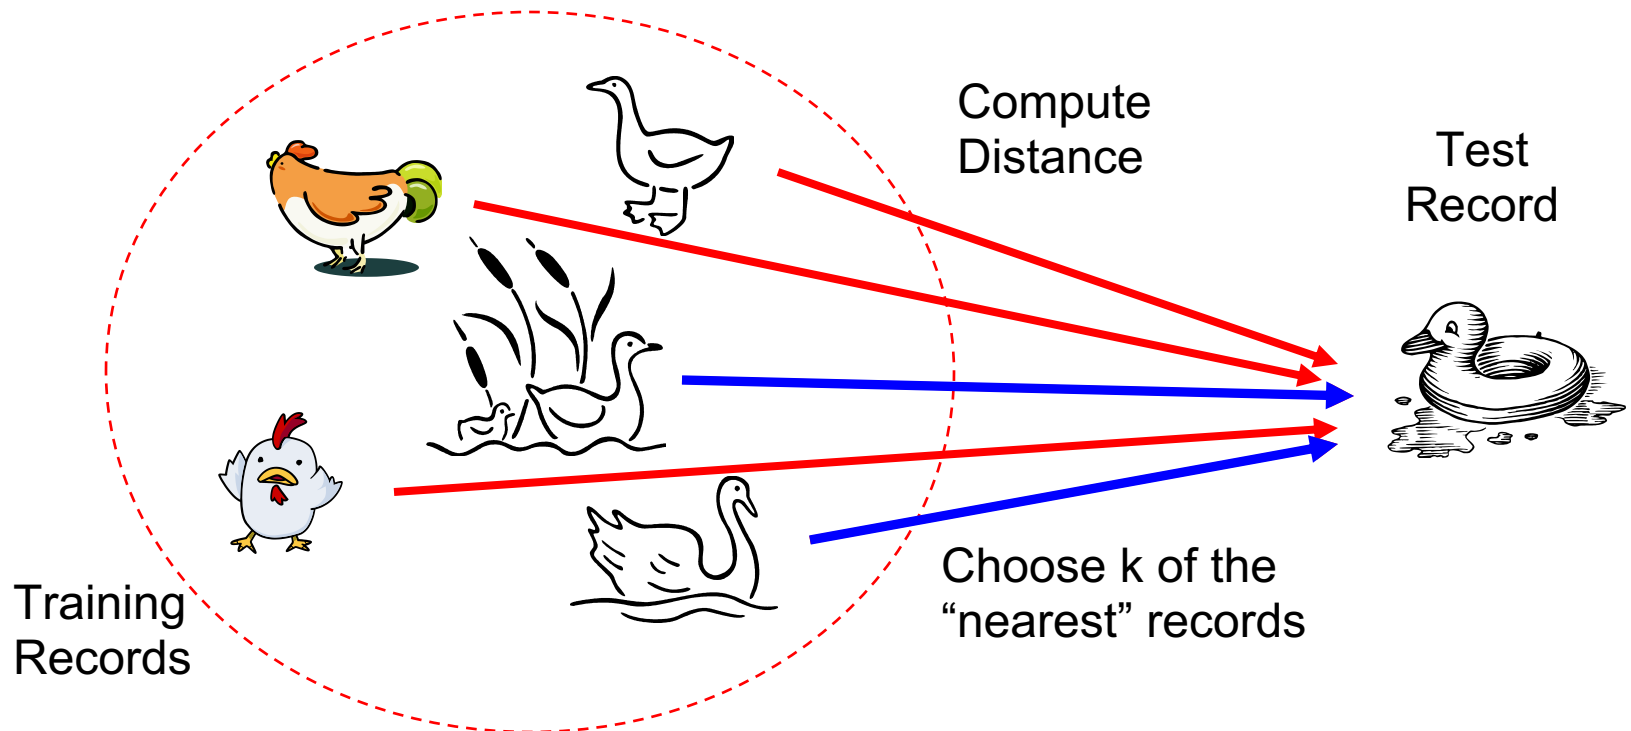 Compute
Distance
Test
Record
Choose k of the
“nearest” records
Training
Records